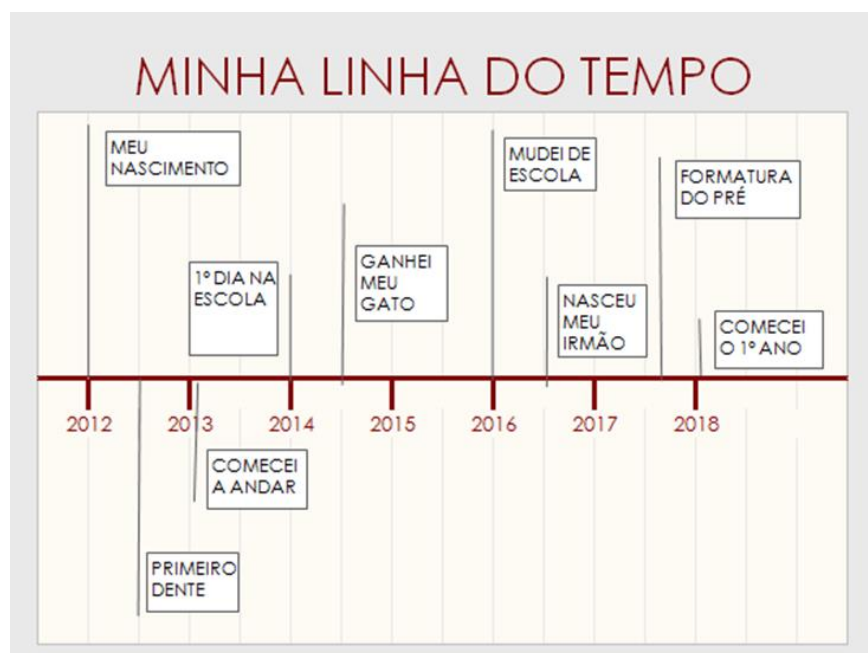 MINHA LINHA DO TEMPO
MEU
NASCIMENTO
1º DIA NA
ESCOLA
GANHEI
MEU
GATO
MUDEI DE
ESCOLA
NASCEU
MEU
IRMÃO
FORMATURA
DO PRÉ
COMECEI
O 1º ANO
2012 2013 2014 2015 2016 2017 2018
COMECEI
A ANDAR
PRIMEIRO
DENTE